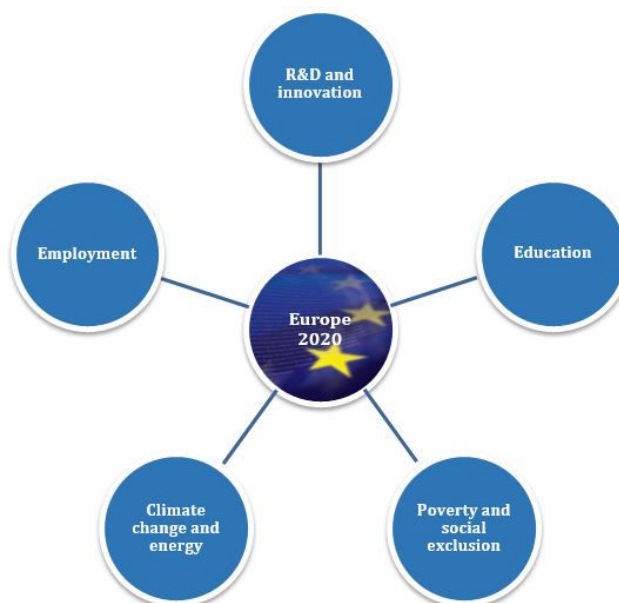 R&D and
innovation
Employment
Education
Europe
2020
Climate
change and
energy
Poverty and
social
exclusion